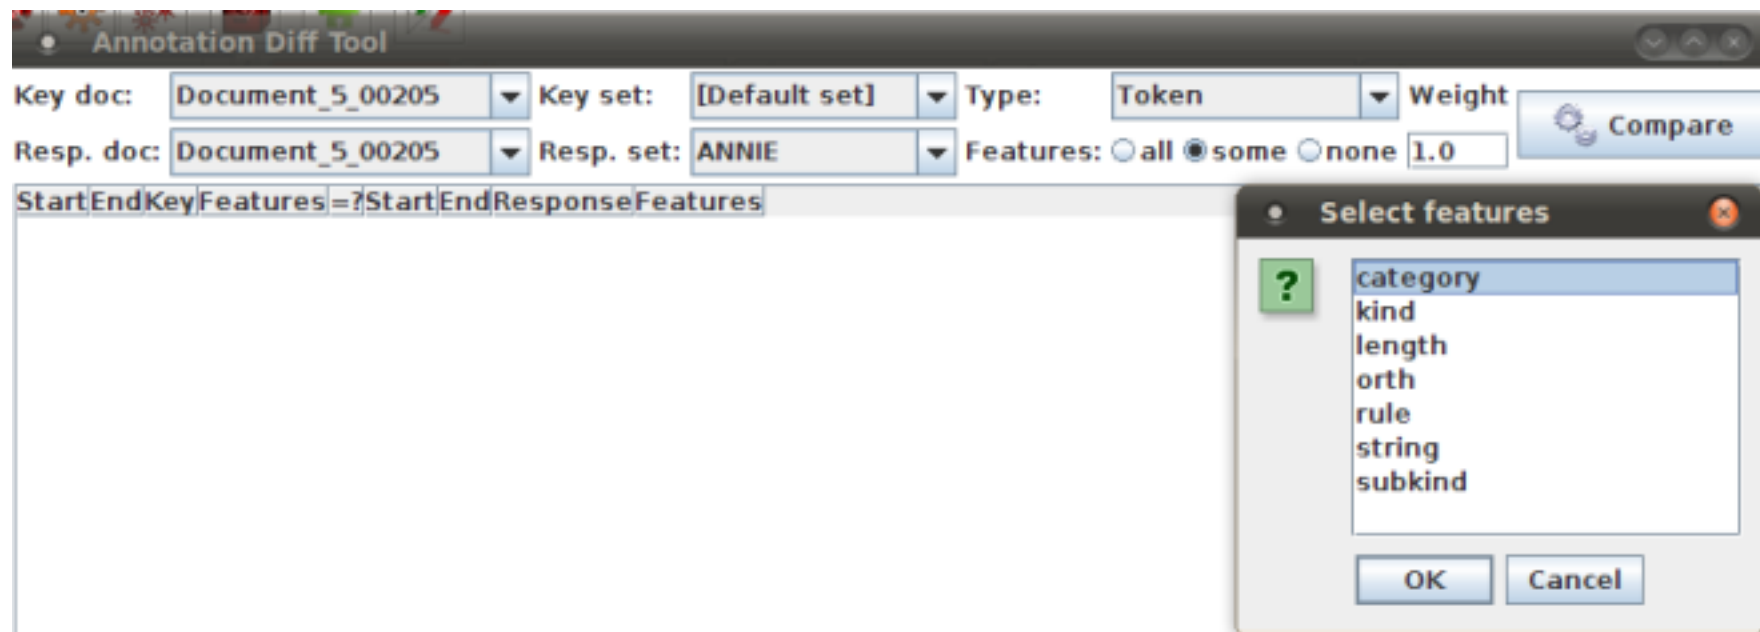 Annotation Diff Tool
Key doc: Document_5_00205 Key set: [Default set] Type: Token Weight
Compare
Resp. doc: Document_5_00205 Resp. set: ANNIE Features: all some none 1.0
Start End Key Features =? Start End Response Features
Select features
?
category
kind
length
orth
rule
string
subkind
OK Cancel